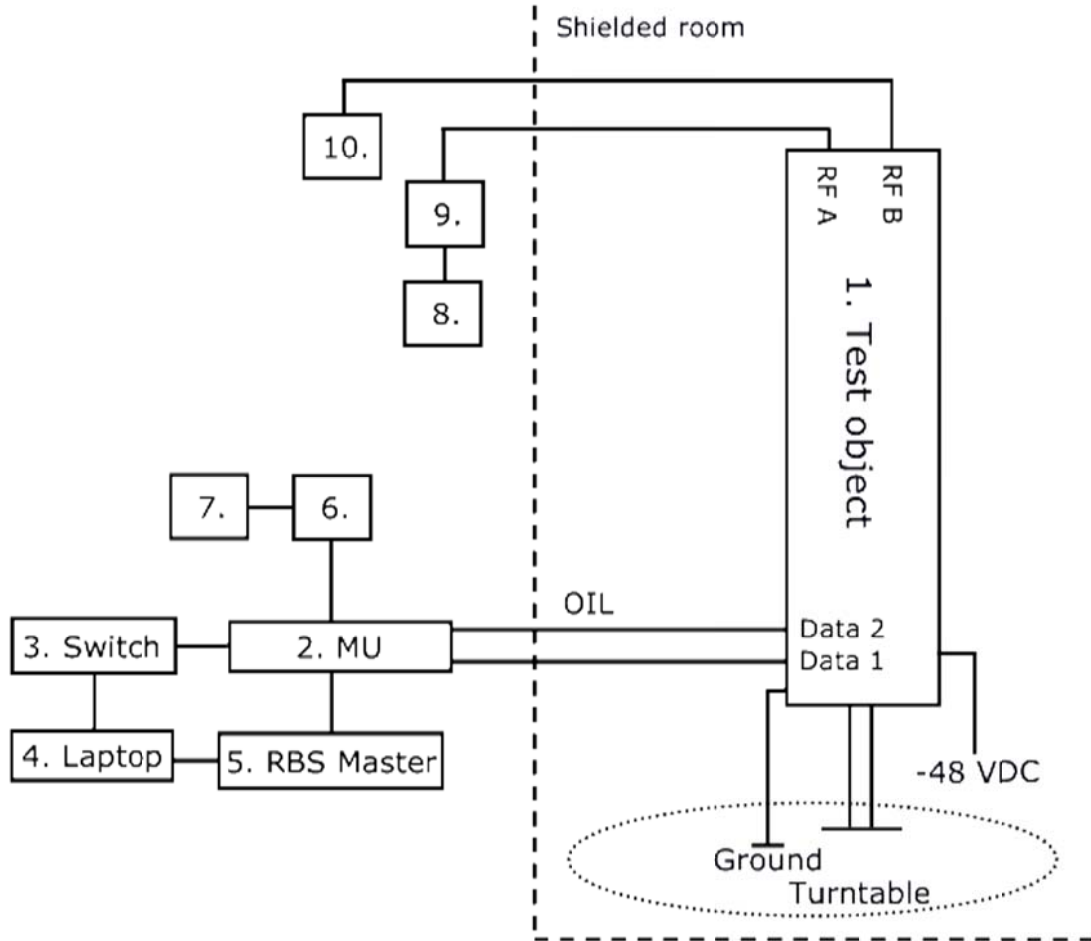 Shielded room
10.
9.
8.
RF A
RF B
1. Test object
7.
6.
OIL
3. Switch
2. MU
Data 2
Data 1
4. Laptop
5. RBS Master
-48 VDC
Ground
Turntable